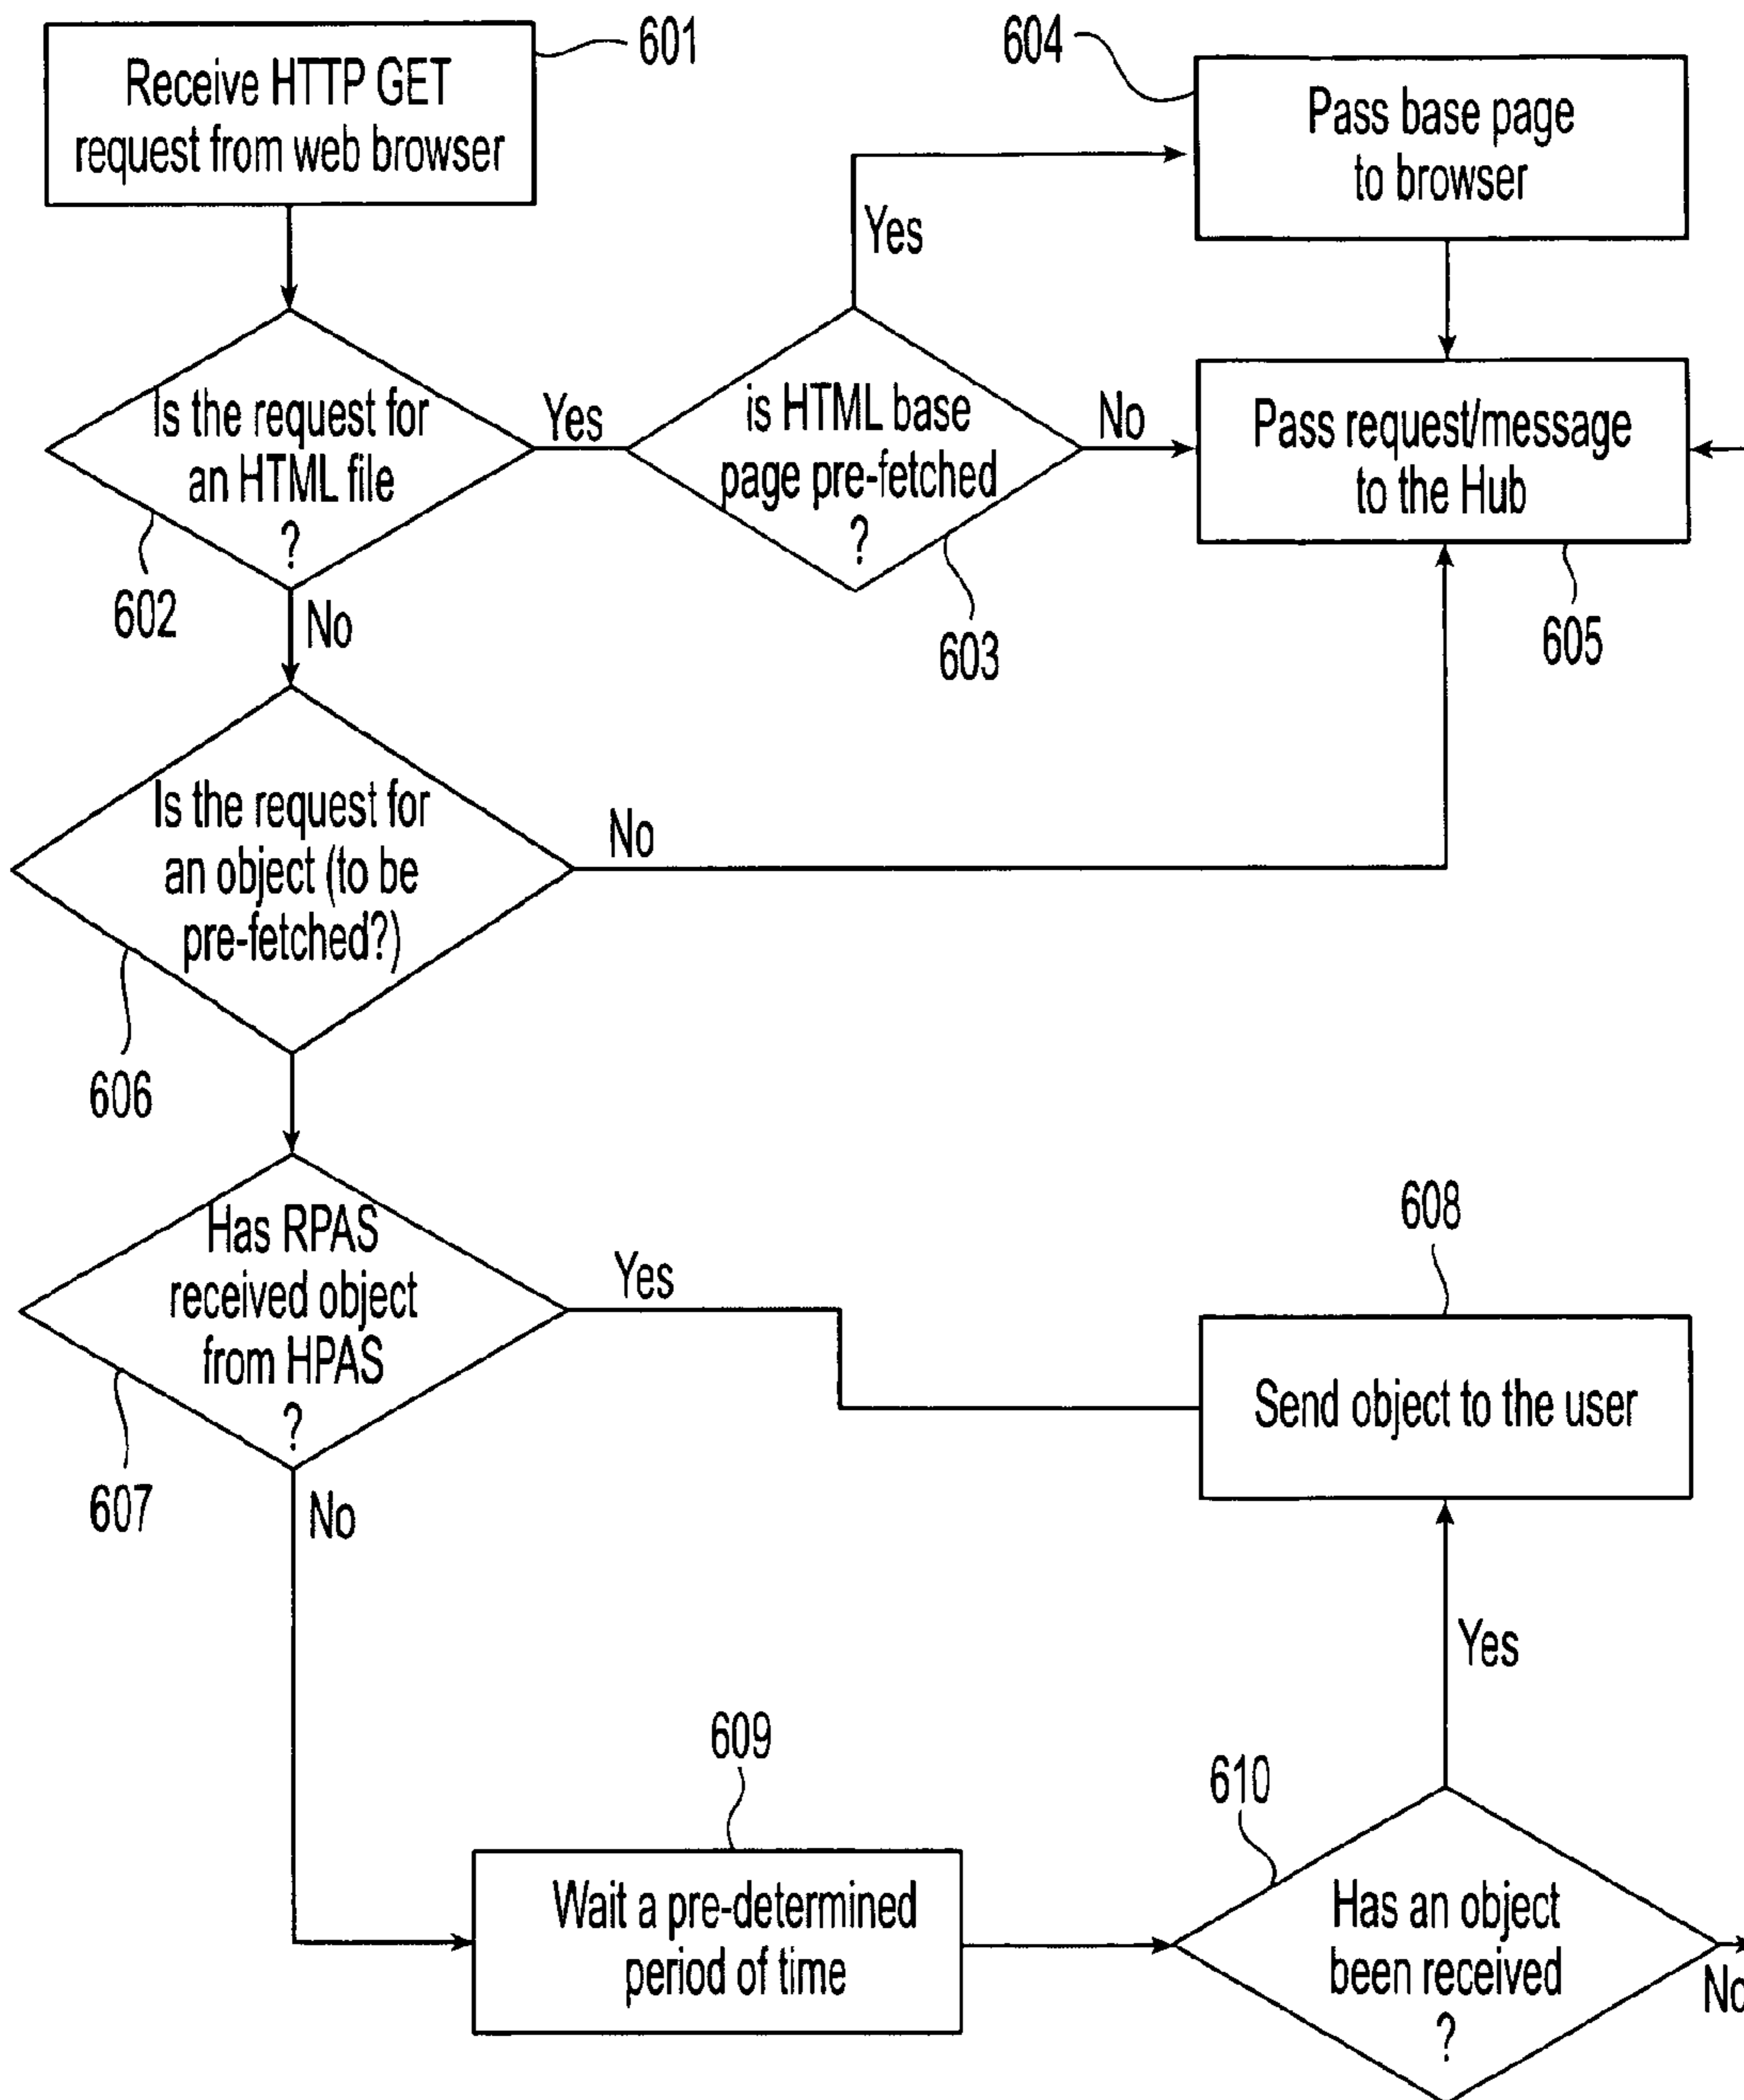 601
Receive HTTP GET
request from web browser
604
Pass base page
to browser
Yes
Is the request for
an HTML file
?
602
Yes
is HTML base
page pre-fetched
?
603
No
Pass request/message
to the Hub
605
No
Is the request for
an object (to be
pre-fetched?)
606
No
Has RPAS
received object
from HPAS
?
607
Yes
608
Send object to the user
No
Yes
609
Wait a pre-determined
period of time
610
Has an object
been received
?
No